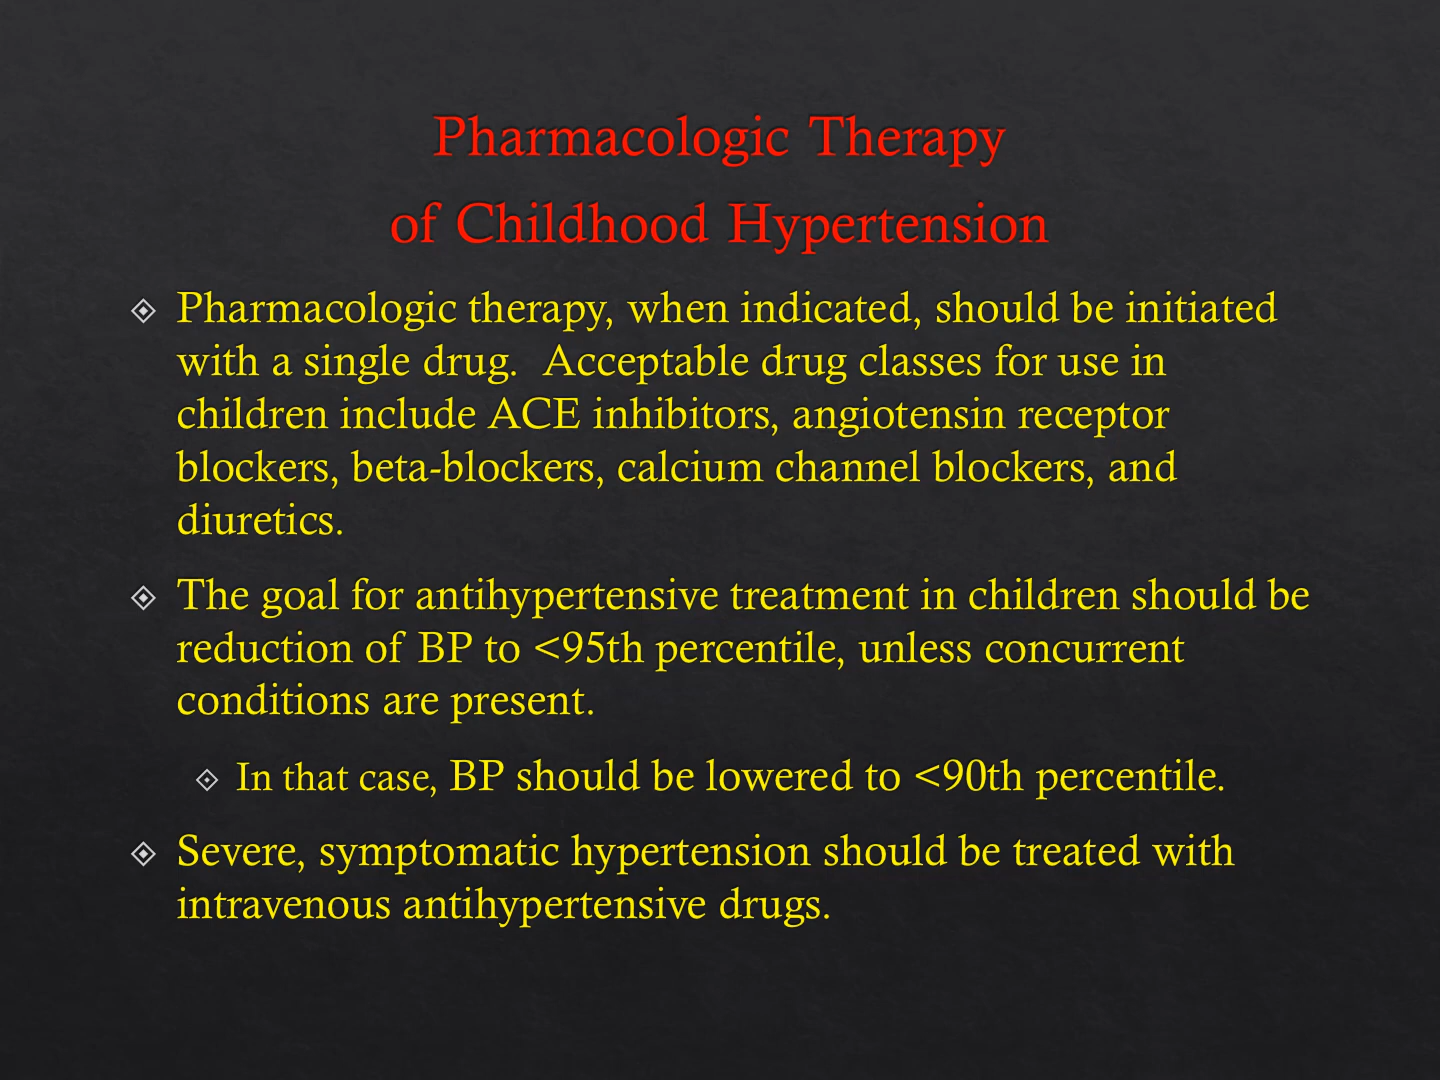 Pharmacologic Therapy
of Childhood Hypertension
Pharmacologic therapy, when indicated, should be initiated
with a single drug.  Acceptable drug classes for use in
children include ACE inhibitors, angiotensin receptor
blockers, beta-blockers, calcium channel blockers, and
diuretics.
The goal for antihypertensive treatment in children should be
reduction of BP to <95th percentile, unless concurrent
conditions are present.
In that case, BP should be lowered to <90th percentile.
Severe, symptomatic hypertension should be treated with
intravenous antihypertensive drugs.